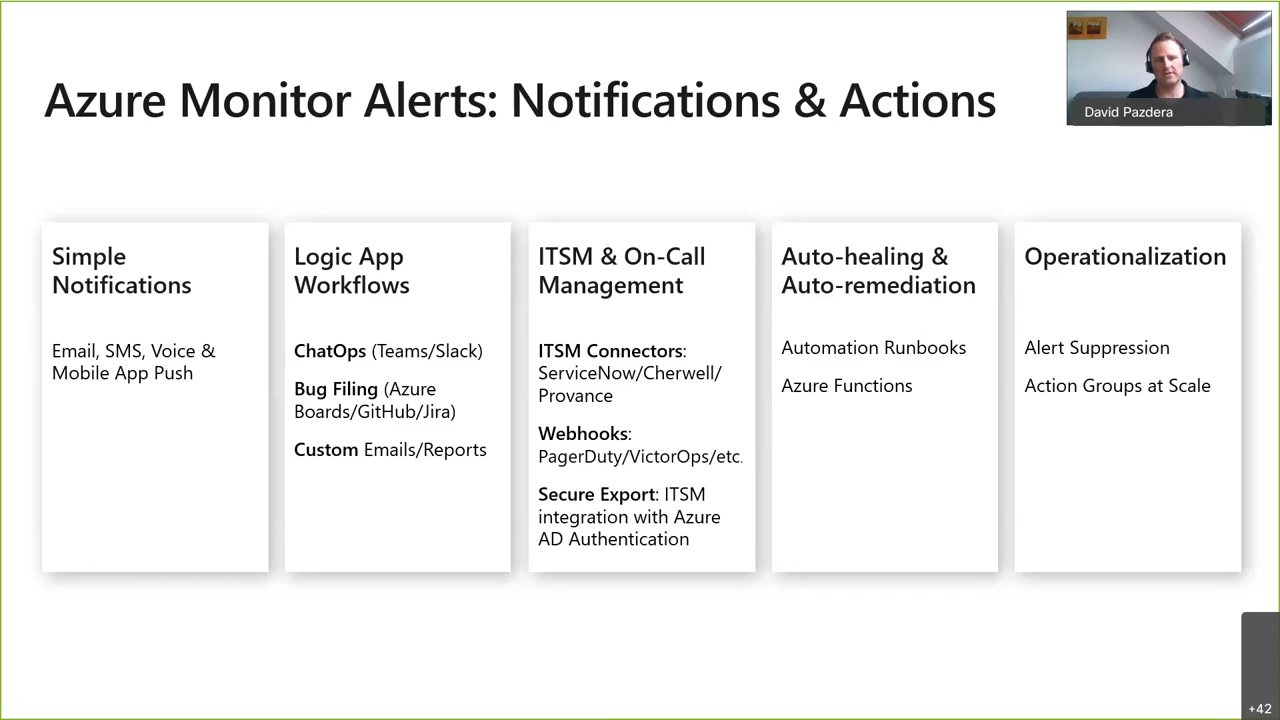 Azure Monitor Alerts: Notifications & Actions
David Pazdera
Simple
Notifications
Email, SMS, Voice &
Mobile App Push
Logic App
Workflows
ChatOps (Teams/Slack)
Bug Filing (Azure
Boards/GitHub/Jira)
Custom Emails/Reports
ITSM & On-Call
Management
ITSM Connectors:
ServiceNow/Cherwell/
Provance
Webhooks:
PagerDuty/VictorOps/etc.
Secure Export: ITSM
integration with Azure
AD Authentication
Auto-healing &
Auto-remediation
Automation Runbooks
Azure Functions
Operationalization
Alert Suppression
Action Groups at Scale
+42